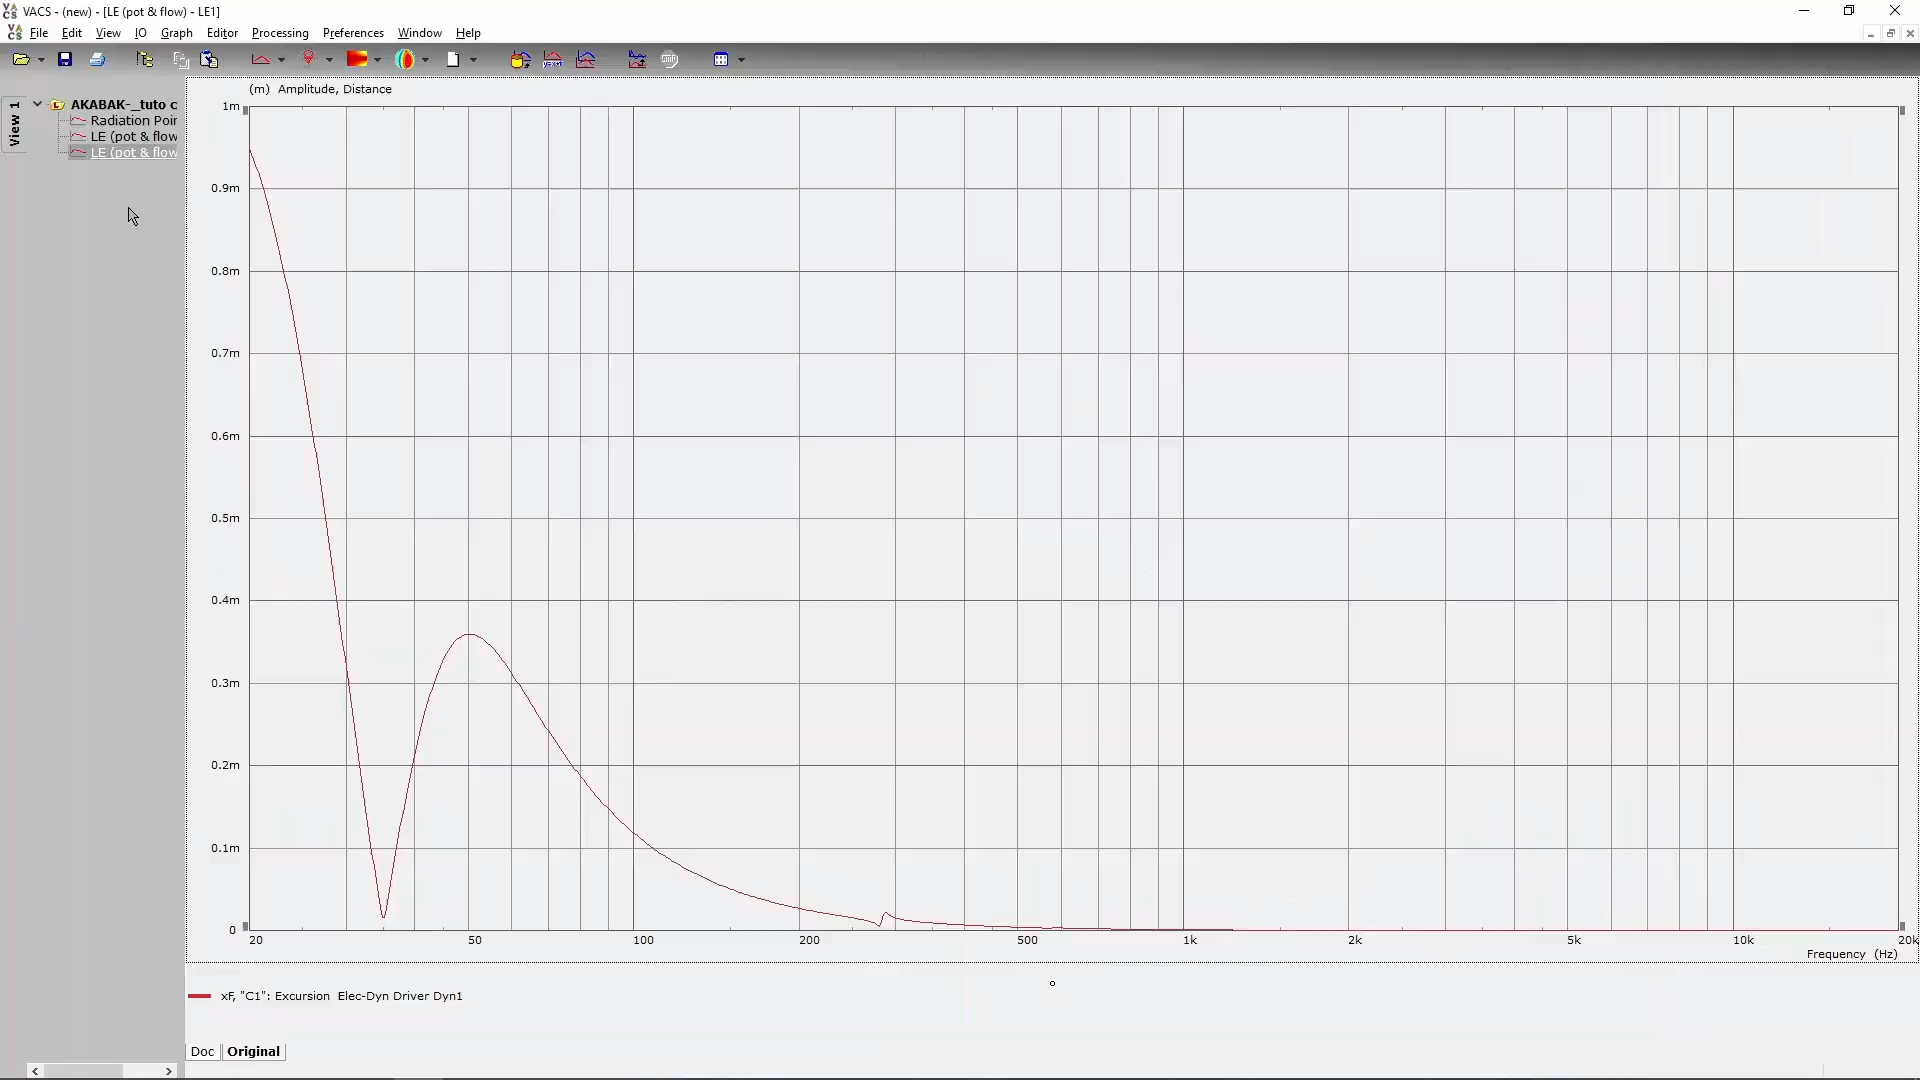 VACS - (new) - [LE (pot & flow) - LE1]
File Edit View IO Graph Editor Processing Preferences Window Help
View 1
AKABAK-_tuto c
Radiation Poin
LE (pot & flow
LE (pot & flow
(m) Amplitude, Distance
1m
0.9m
0.8m
0.7m
0.6m
0.5m
0.4m
0.3m
0.2m
0.1m
0
20 50 100 200 500 1k 2k 5k 10k 20k
Frequency (Hz)
xF, "C1": Excursion Elec-Dyn Driver Dyn1
Doc Original